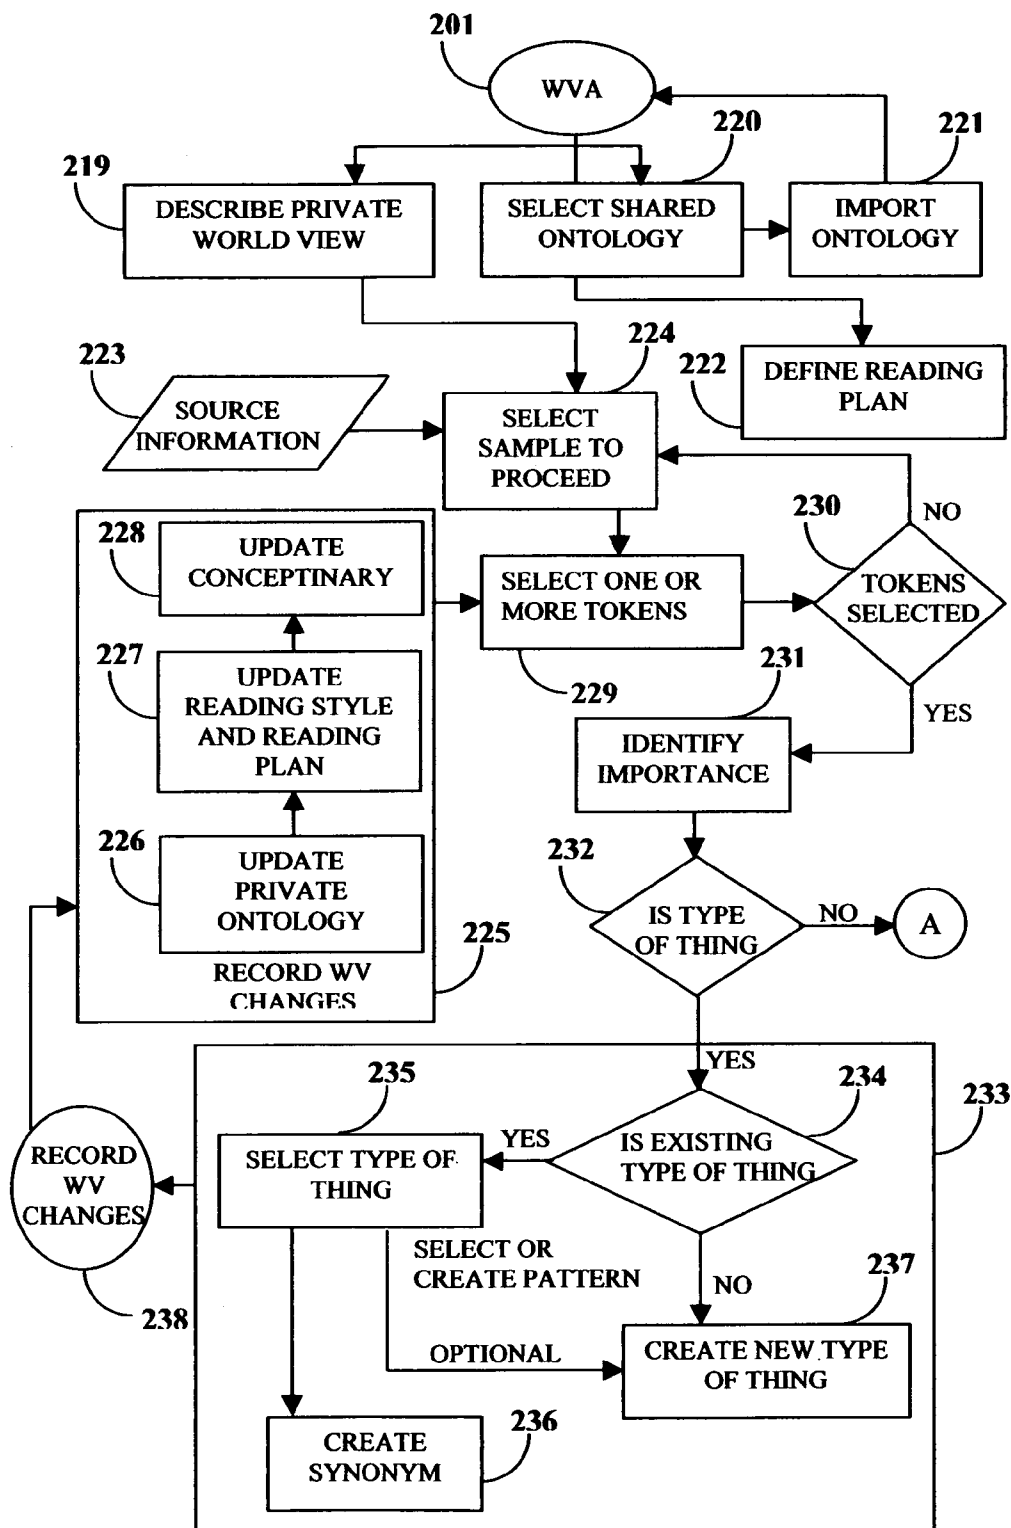 201
WVA
220
221
219
DESCRIBE PRIVATE
WORLD VIEW
SELECT SHARED
ONTOLOGY
IMPORT
ONTOLOGY
223
224
222
DEFINE READING
PLAN
SOURCE
INFORMATION
SELECT
SAMPLE TO
PROCEED
228
UPDATE
CONCEPTINARY
230
NO
SELECT ONE OR
MORE TOKENS
TOKENS
SELECTED
227
UPDATE
READING STYLE
AND READING
PLAN
229
231
YES
IDENTIFY
IMPORTANCE
226
UPDATE
PRIVATE
ONTOLOGY
232
IS TYPE
OF THING
NO
A
225
RECORD WV
CHANGES
YES
235
234
233
RECORD
WV
CHANGES
SELECT TYPE OF
THING
YES
IS EXISTING
TYPE OF THING
SELECT OR
CREATE PATTERN
NO
237
238
OPTIONAL
CREATE NEW TYPE
OF THING
236
CREATE
SYNONYM